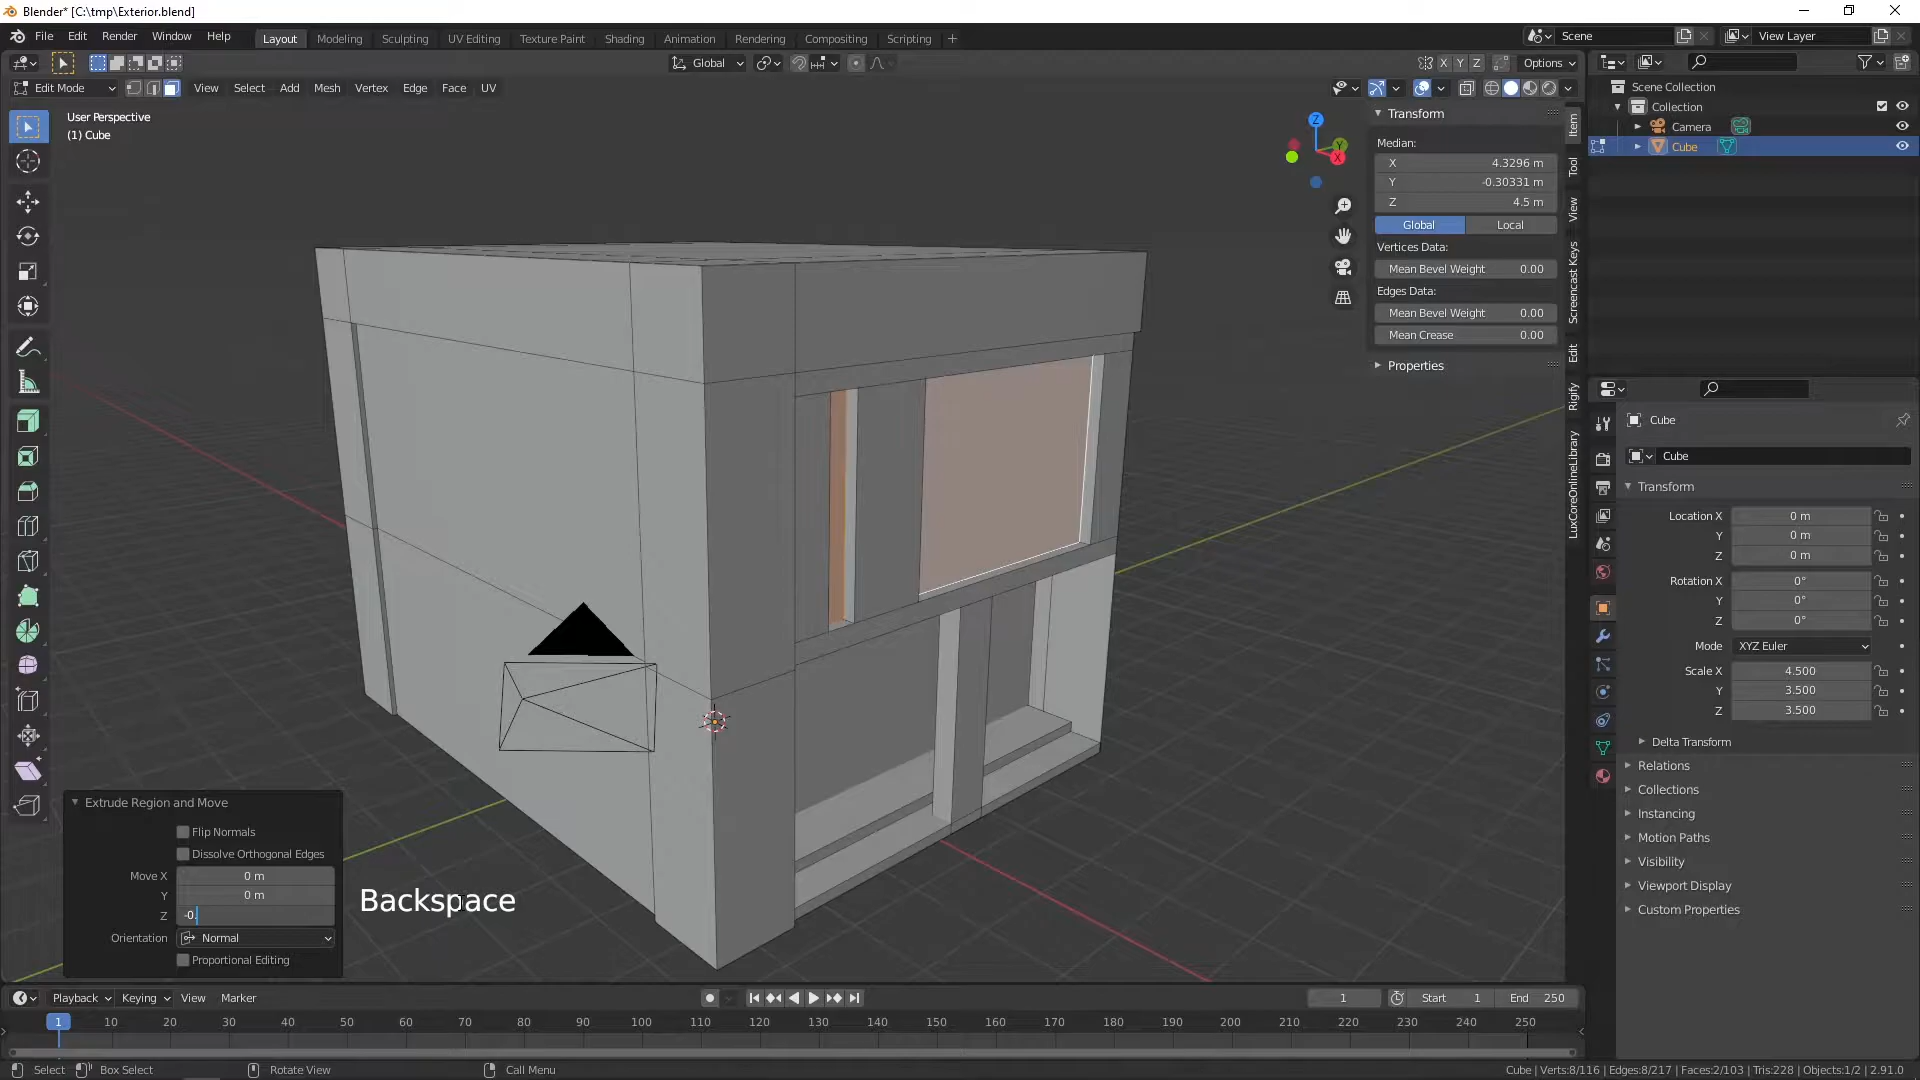 Blender* [C:\tmp\Exterior.blend]
File Edit Render Window Help Layout Modeling Sculpting UV Editing Texture Paint Shading Animation Rendering Compositing Scripting + Scene View Layer
Global X Y Z Options
Edit Mode View Select Add Mesh Vertex Edge Face UV
User Perspective
(1) Cube
Z
Y
X
Transform
Median:
X 4.3296 m
Y -0.30331 m
Z 4.5 m
Global Local
Vertices Data:
Mean Bevel Weight 0.00
Edges Data:
Mean Bevel Weight 0.00
Mean Crease 0.00
Properties
Item
Tool
View
Screencast Keys
Edit
Rigify
LuxCoreOnlineLibrary
Scene Collection
Collection
Camera
Cube
Cube
Cube
Transform
Location X 0 m
Y 0 m
Z 0 m
Rotation X 0°
Y 0°
Z 0°
Mode XYZ Euler
Scale X 4.500
Y 3.500
Z 3.500
Delta Transform
Relations
Collections
Instancing
Motion Paths
Visibility
Viewport Display
Custom Properties
Extrude Region and Move
Flip Normals
Dissolve Orthogonal Edges
Move X 0 m
Y 0 m
Z -0.
Orientation Normal
Proportional Editing
Backspace
Playback Keying View Marker 1 Start 1 End 250
1 10 20 30 40 50 60 70 80 90 100 110 120 130 140 150 160 170 180 190 200 210 220 230 240 250
Select Box Select Rotate View Call Menu Cube | Verts:8/116 | Edges:8/217 | Faces:2/103 | Tris:228 | Objects:1/2 | 2.91.0